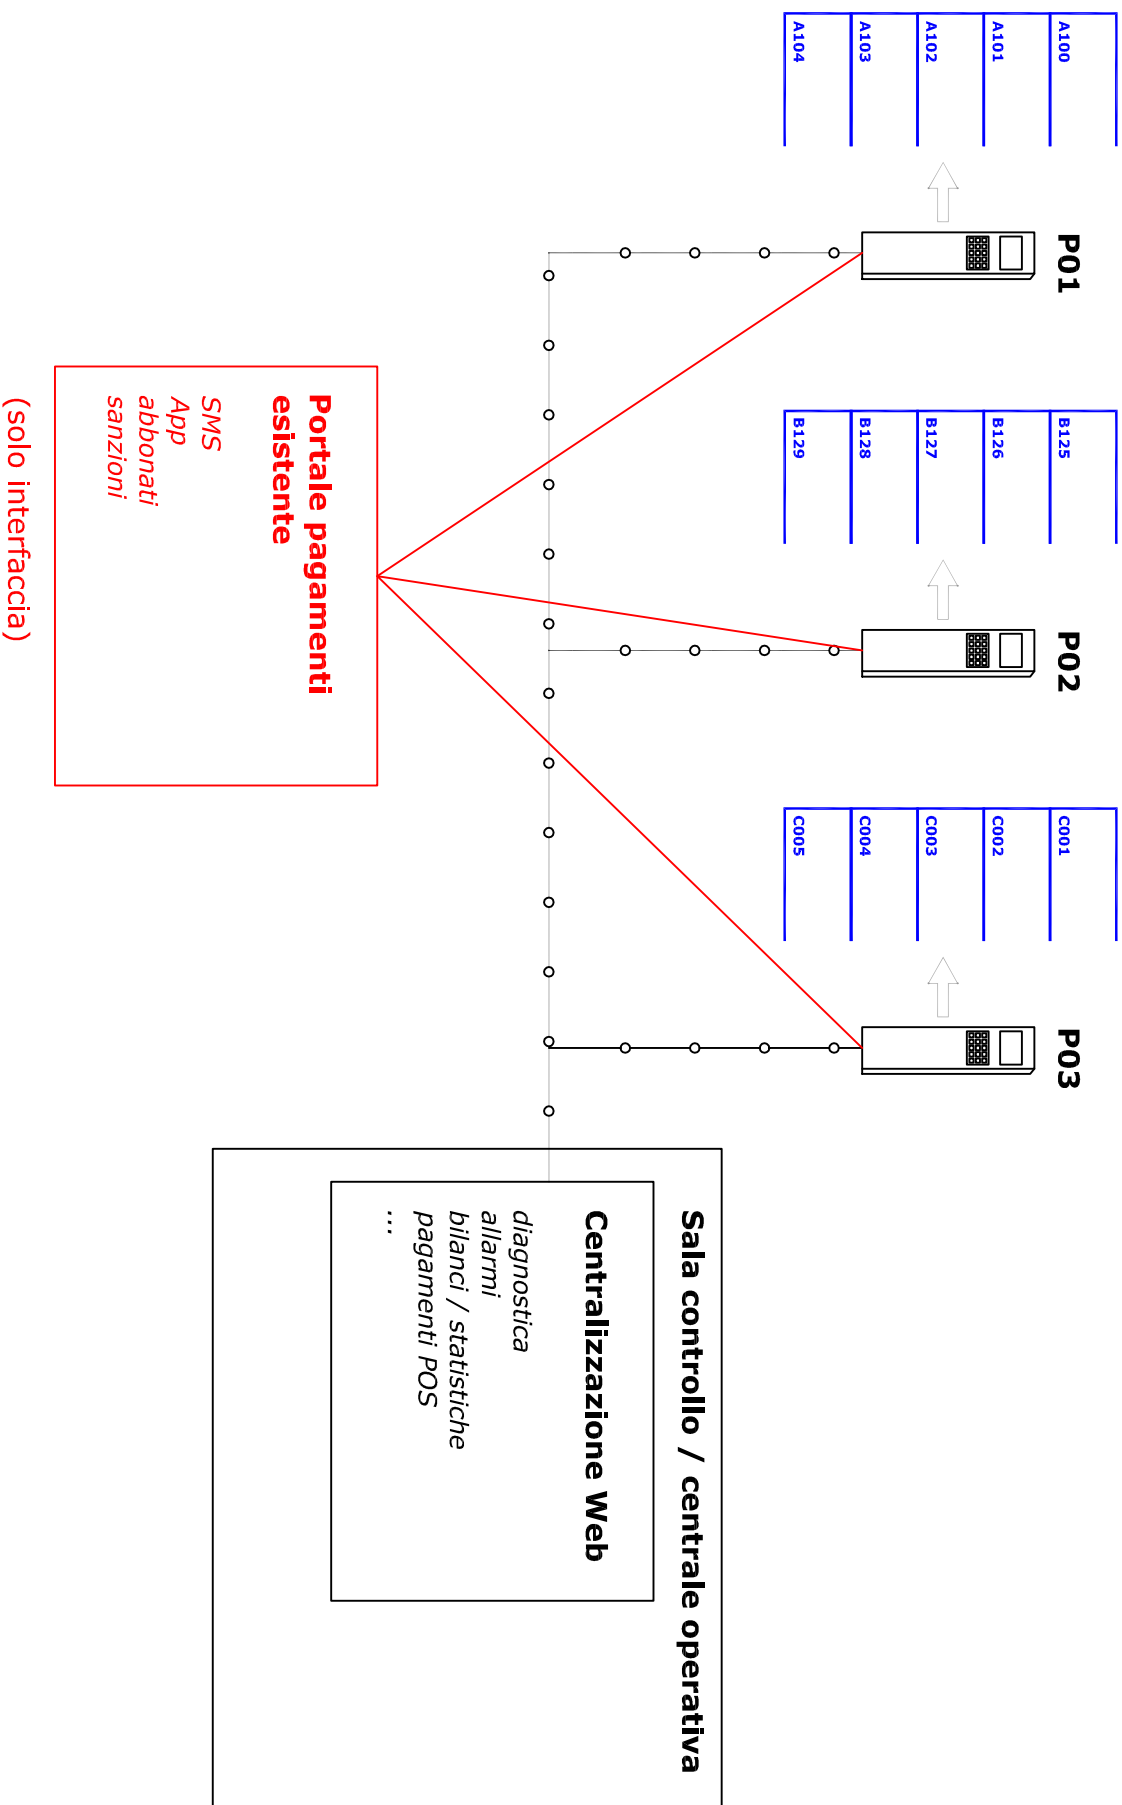 P01
A100
A101
A102
A103
A104
P02
B125
B126
B127
B128
B129
P03
C001
C002
C003
C004
C005
Sala controllo / centrale operativa
Centralizzazione Web
diagnostica
allarmi
bilanci / statistiche
pagamenti POS
...
Portale pagamenti
esistente
SMS
App
abbonati
sanzioni
(solo interfaccia)